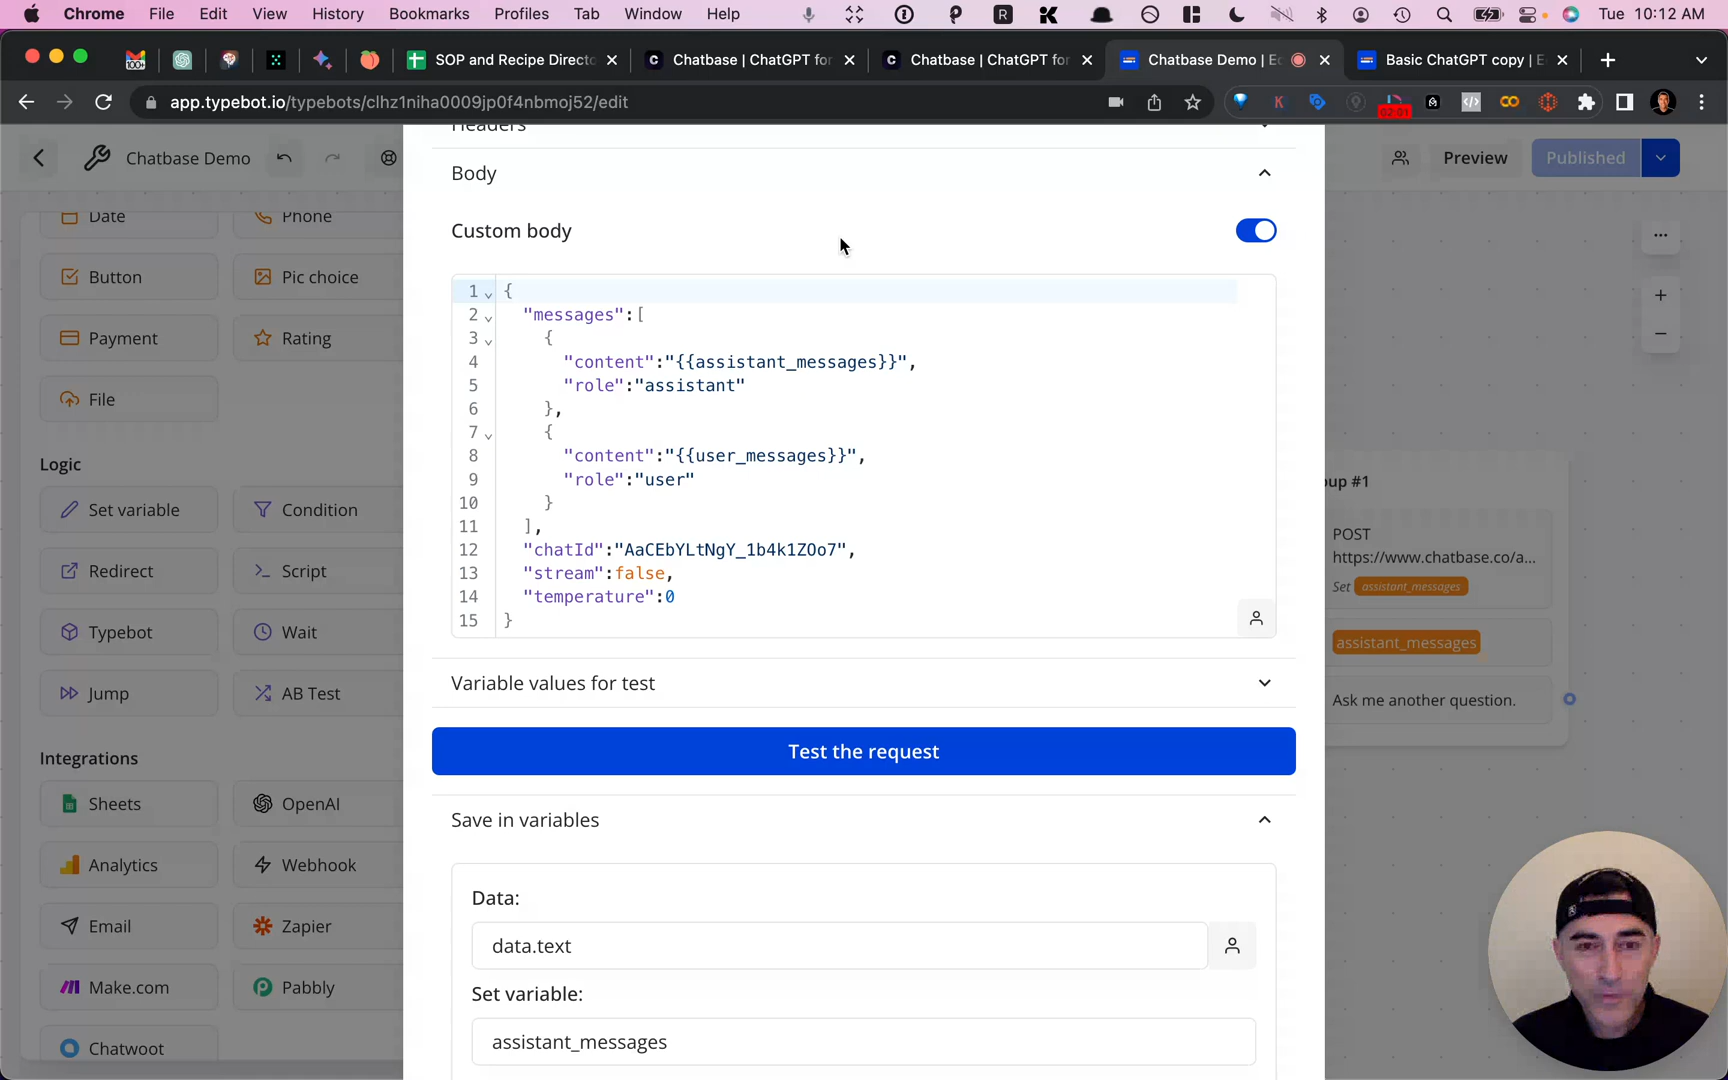 Chrome File Edit View History Bookmarks Profiles Tab Window Help Tue 10:12 AM
100+ SOP and Recipe Directo Chatbase | ChatGPT for Chatbase | ChatGPT for Chatbase Demo | Ec Basic ChatGPT copy | E
app.typebot.io/typebots/clhz1niha0009jp0f4nbmoj52/edit
02:01
Headers
Chatbase Demo
Preview
Published
Body
Custom body
Date
Phone
Button
Pic choice
Payment
Rating
File
Logic
Set variable
Condition
Redirect
Script
Typebot
Wait
Jump
AB Test
Integrations
Sheets
OpenAI
Analytics
Webhook
Email
Zapier
Make.com
Pabbly
Chatwoot
1 {
2 "messages":[
3 {
4 "content":"{{assistant_messages}}",
5 "role":"assistant"
6 },
7 {
8 "content":"{{user_messages}}",
9 "role":"user"
10 }
11 ],
12 "chatId":"AaCEbYLtNgY_1b4k1ZOo7",
13 "stream":false,
14 "temperature":0
15 }
Variable values for test
Test the request
Save in variables
Data:
data.text
Set variable:
assistant_messages
oup #1
POST
https://www.chatbase.co/a...
Set assistant_messages
assistant_messages
Ask me another question.